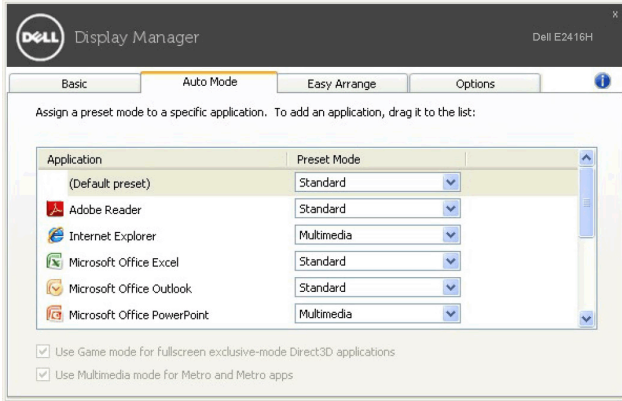 DELL Display Manager
x
Dell E2416H
Basic Auto Mode Easy Arrange Options i
Assign a preset mode to a specific application. To add an application, drag it to the list:
Application Preset Mode
(Default preset) Standard
Adobe Reader Standard
Internet Explorer Multimedia
Microsoft Office Excel Standard
Microsoft Office Outlook Standard
Microsoft Office PowerPoint Multimedia
Use Game mode for fullscreen exclusive-mode Direct3D applications
Use Multimedia mode for Metro and Metro apps